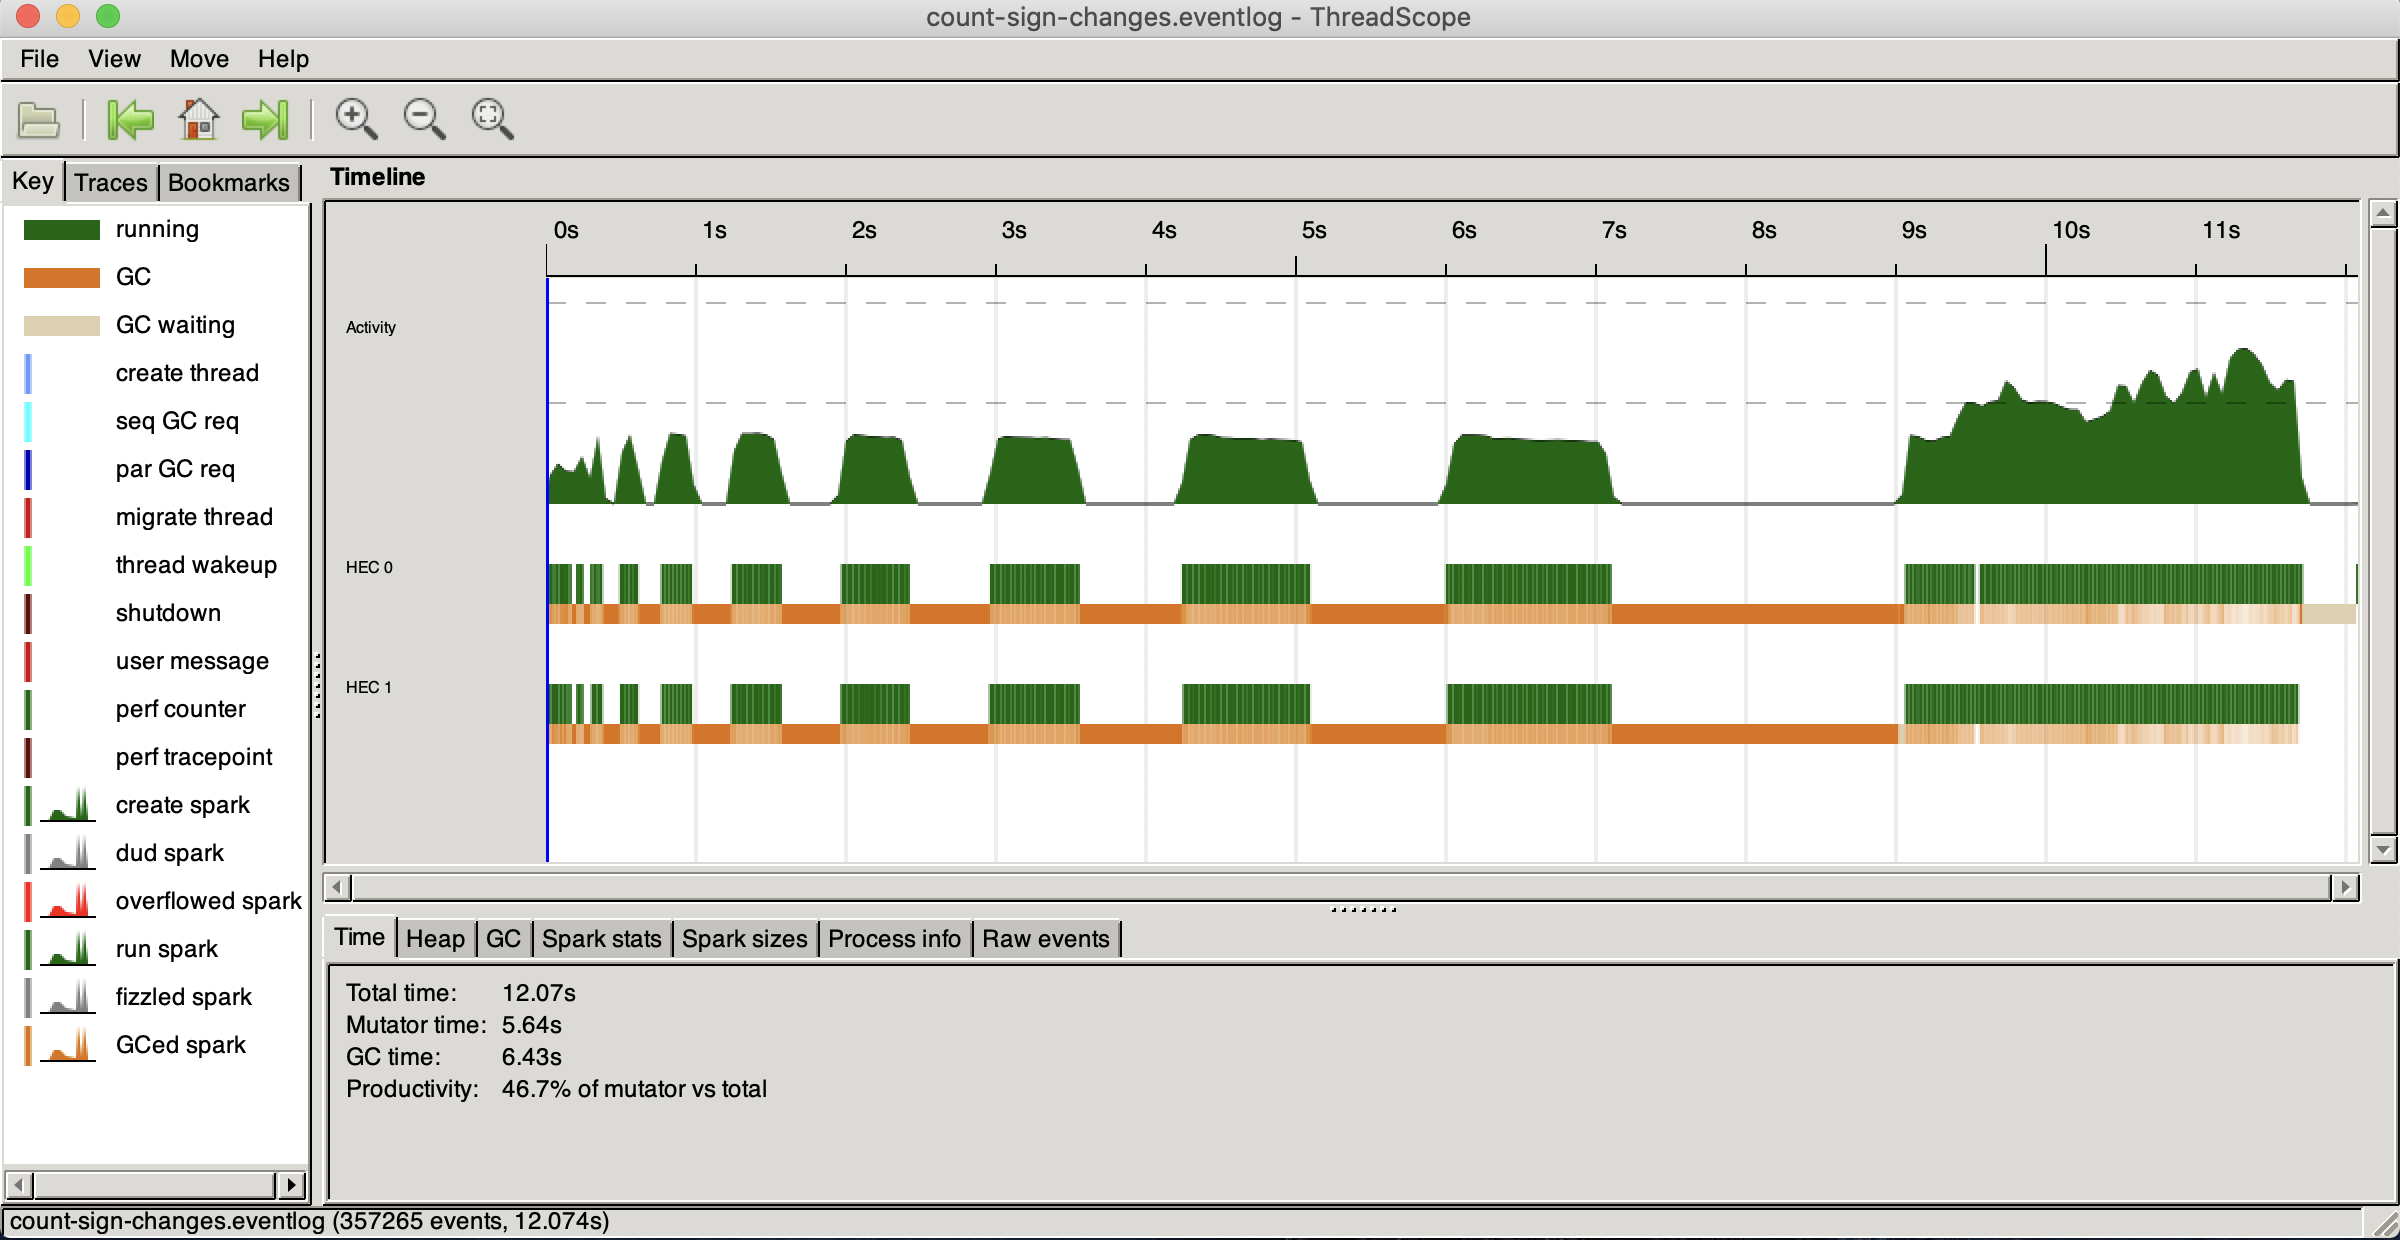 count-sign-changes.eventlog - ThreadScope
File View Move Help
Key Traces Bookmarks
running
GC
GC waiting
create thread
seq GC req
par GC req
migrate thread
thread wakeup
shutdown
user message
perf counter
perf tracepoint
create spark
dud spark
overflowed spark
run spark
fizzled spark
GCed spark
Timeline
0s 1s 2s 3s 4s 5s 6s 7s 8s 9s 10s 11s
Activity
HEC 0
HEC 1
Time Heap GC Spark stats Spark sizes Process info Raw events
Total time: 12.07s
Mutator time: 5.64s
GC time: 6.43s
Productivity: 46.7% of mutator vs total
count-sign-changes.eventlog (357265 events, 12.074s)